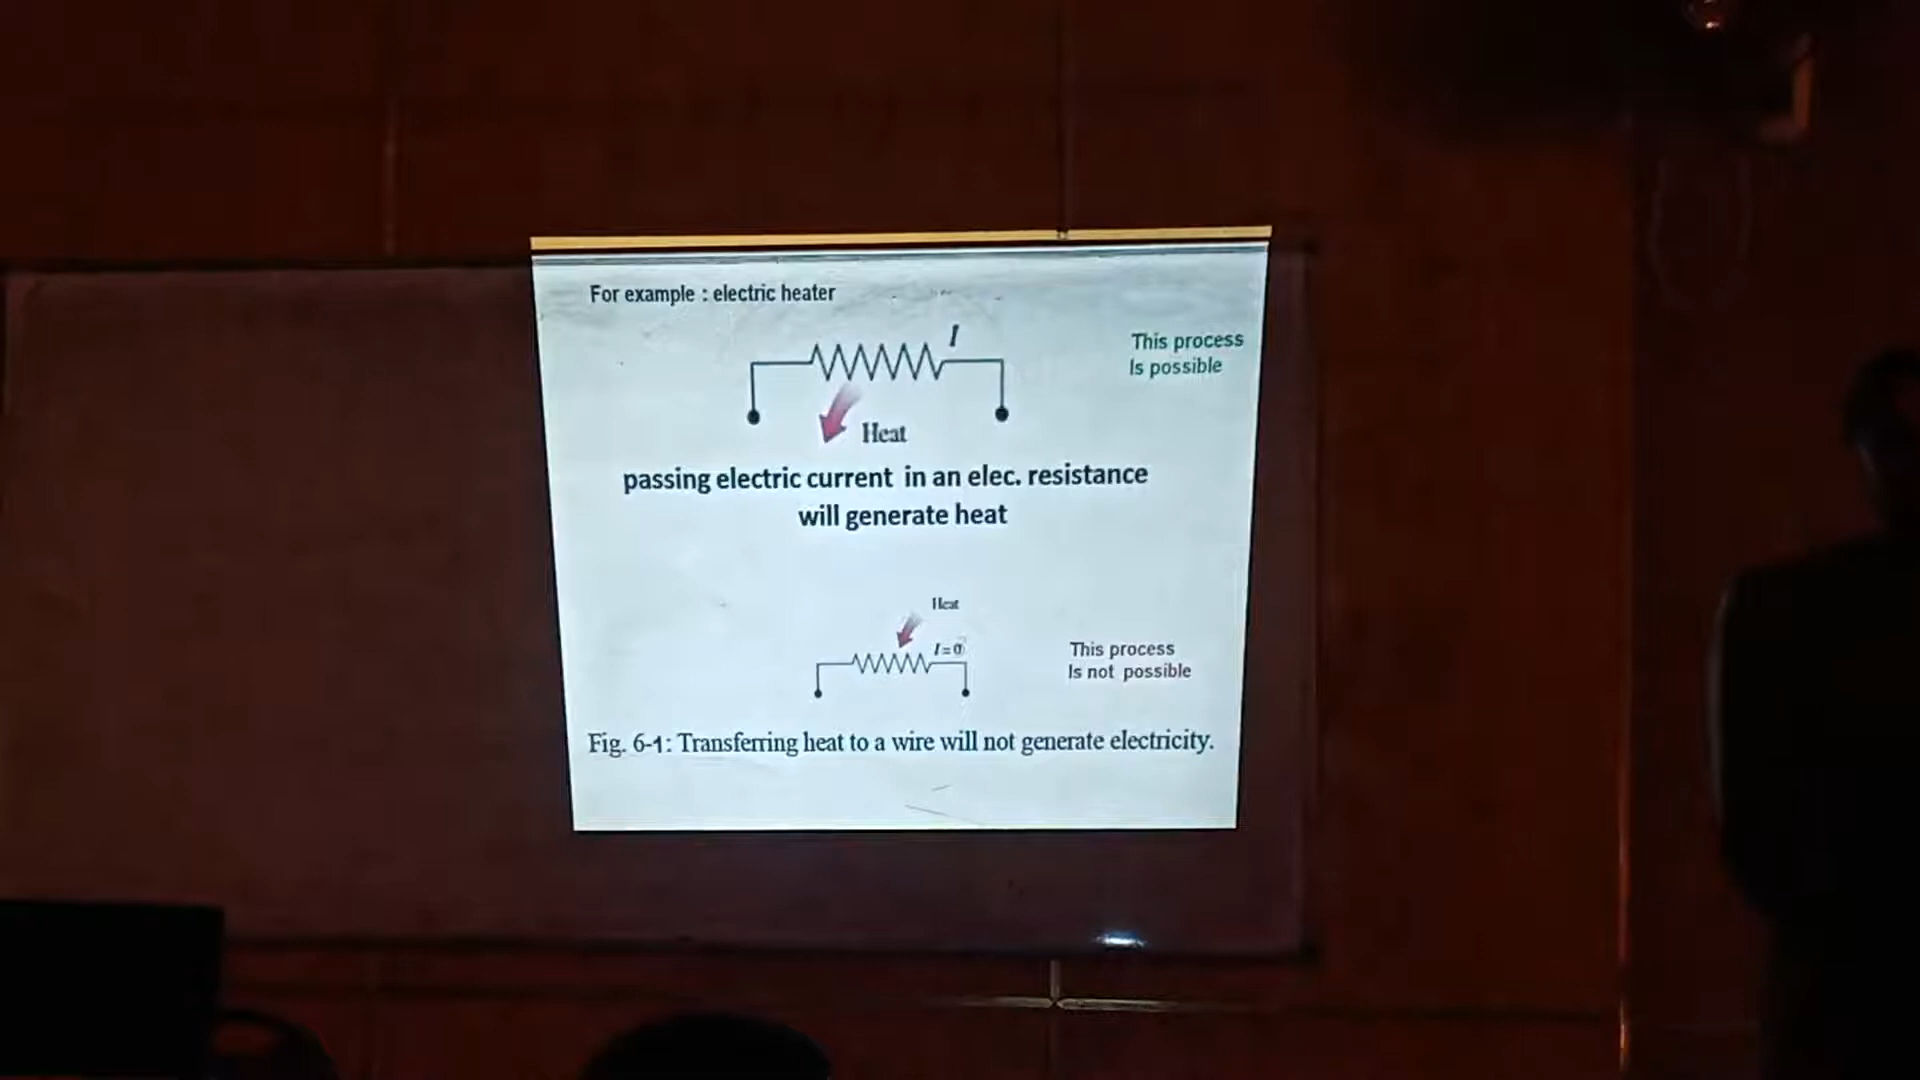 For example : electric heater
I
This process
Is possible
Heat
passing electric current in an elec. resistance
will generate heat
Heat
I=0
This process
Is not possible
Fig. 6-1: Transferring heat to a wire will not generate electricity.